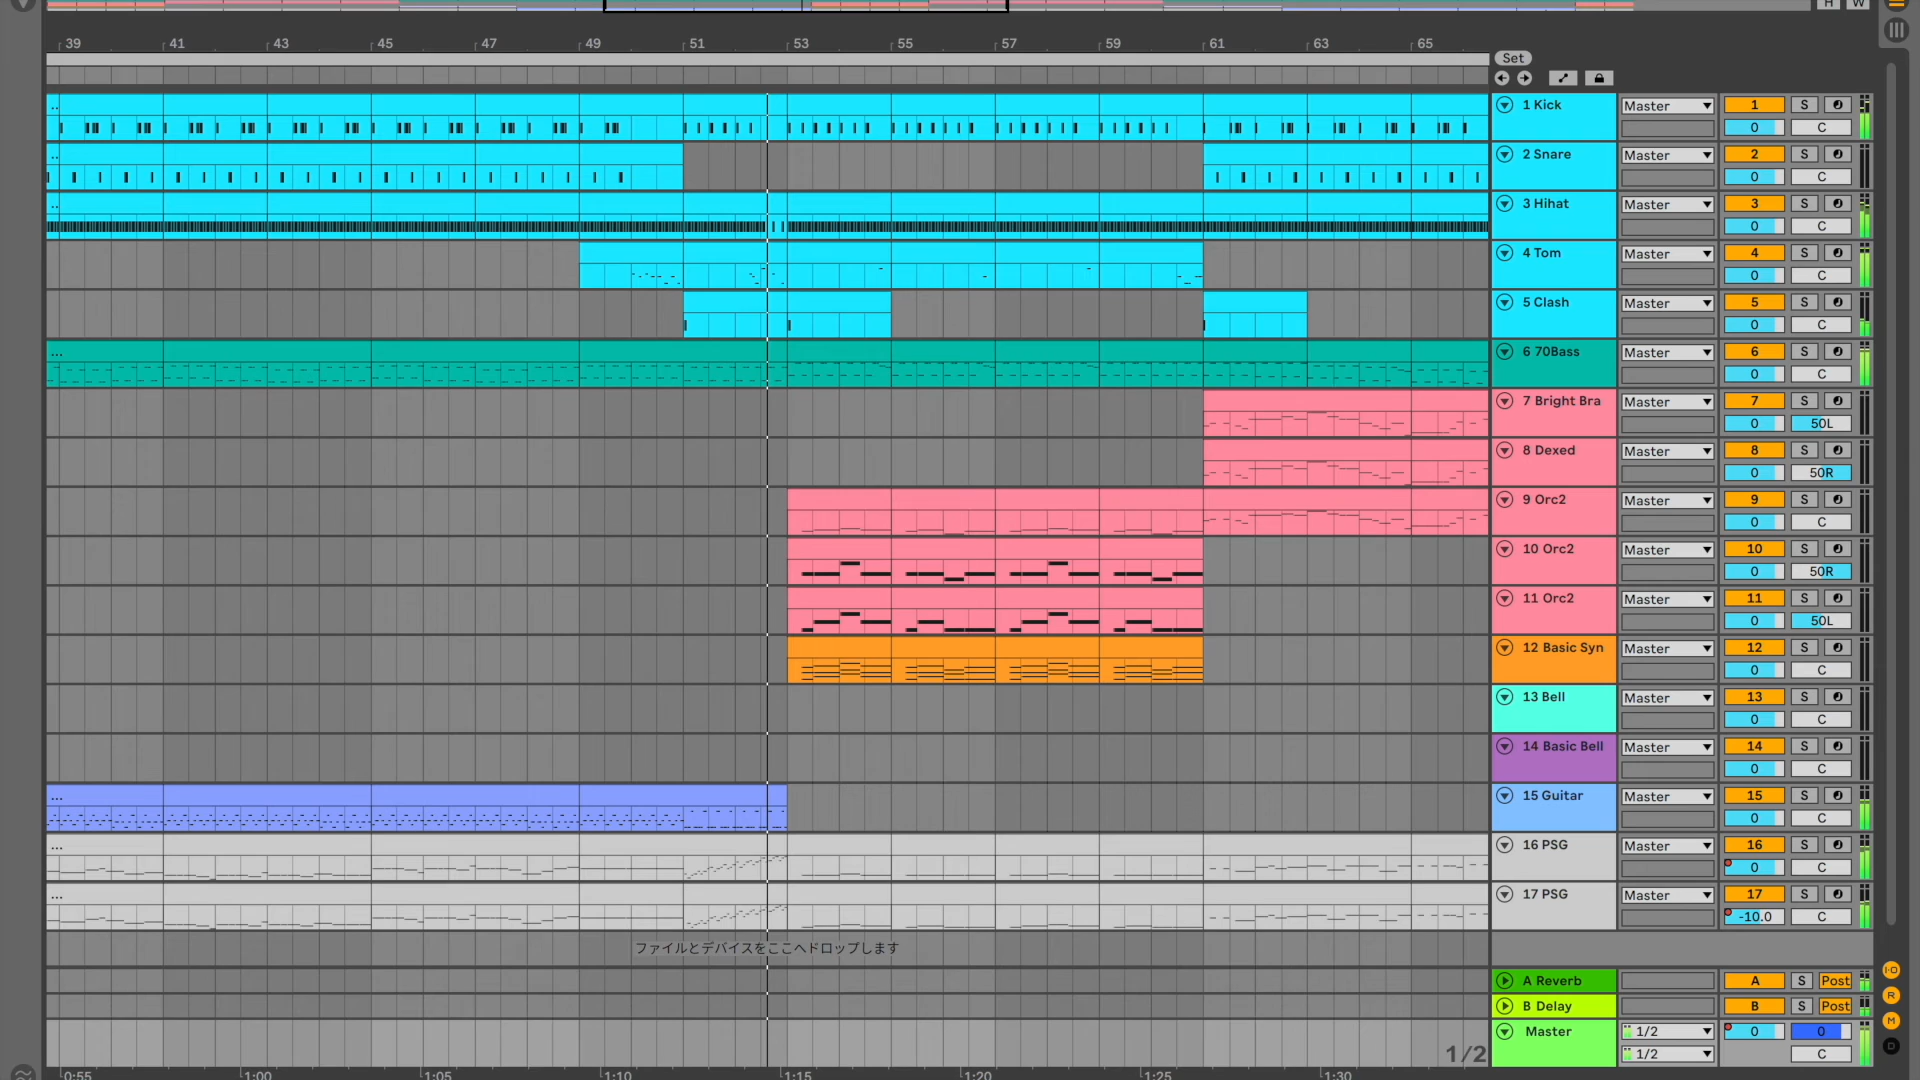 H W
39 41 43 45 47 49 51 53 55 57 59 61 63 65
Set
1 Kick Master 1 S
0 C
2 Snare Master 2 S
0 C
3 Hihat Master 3 S
0 C
4 Tom Master 4 S
0 C
5 Clash Master 5 S
0 C
6 70Bass Master 6 S
0 C
7 Bright Bra Master 7 S
0 50L
8 Dexed Master 8 S
0 50R
9 Orc2 Master 9 S
0 C
10 Orc2 Master 10 S
0 50R
11 Orc2 Master 11 S
0 50L
12 Basic Syn Master 12 S
0 C
13 Bell Master 13 S
0 C
14 Basic Bell Master 14 S
0 C
15 Guitar Master 15 S
0 C
16 PSG Master 16 S
0 C
17 PSG Master 17 S
-10.0 C
ファイルとデバイスをここへドロップします
A Reverb A S Post
B Delay B S Post
Master 1/2 0 0
1/2 1/2 C
I·O
R
M
D
0:55 1:00 1:05 1:10 1:15 1:20 1:25 1:30